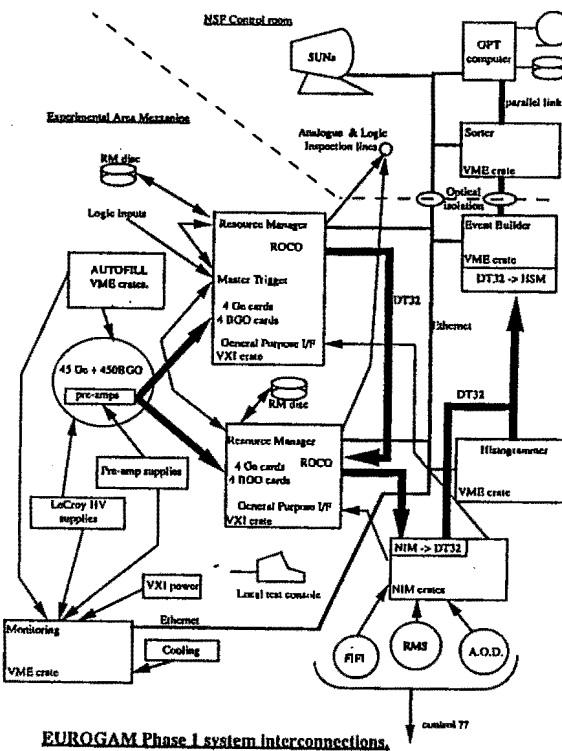 NSF Control room
SUNs
OPT
computer
parallel link
Experimental Area Mezzanine
Analogue & Logic
Inspection lines
Sorter
VME crate
RM disc
Optical
isolation
Logic Inputs
Resource Manager
ROCO
Event Builder
VME crate
DT32 -> HSM
AUTOFILL
VME crates.
Master Trigger
DT32
Ethernet
4 Ge cards
4 BGO cards
General Purpose I/F
VXI crate
45 Ge + 450BGO
pre-amps
DT32
RM disc
Resource Manager
ROCO
Histogrammer
VME crate
Pre-amp supplies
4 Ge cards
4 BGO cards
LeCroy HV
supplies
General Purpose I/F
VXI crate
NIM -> DT32
NIM crates
VXI power
Local test console
Monitoring
VME crate
Ethernet
Cooling
FIFI
RMS
A.O.D.
control ??
EUROGAM Phase 1 system interconnections.